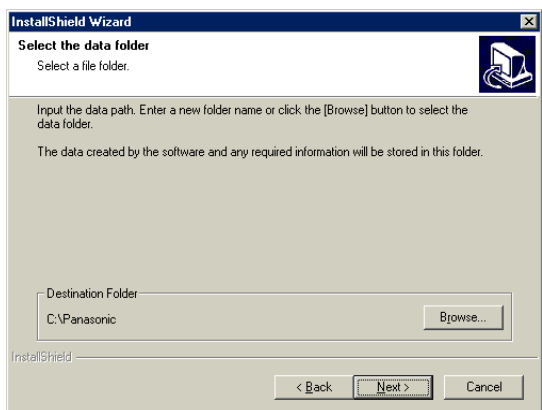 InstallShield Wizard
Select the data folder
Select a file folder.
Input the data path. Enter a new folder name or click the [Browse] button to select the
data folder.
The data created by the software and any required information will be stored in this folder.
Destination Folder
C:\Panasonic
Browse...
InstallShield
< Back
Next >
Cancel